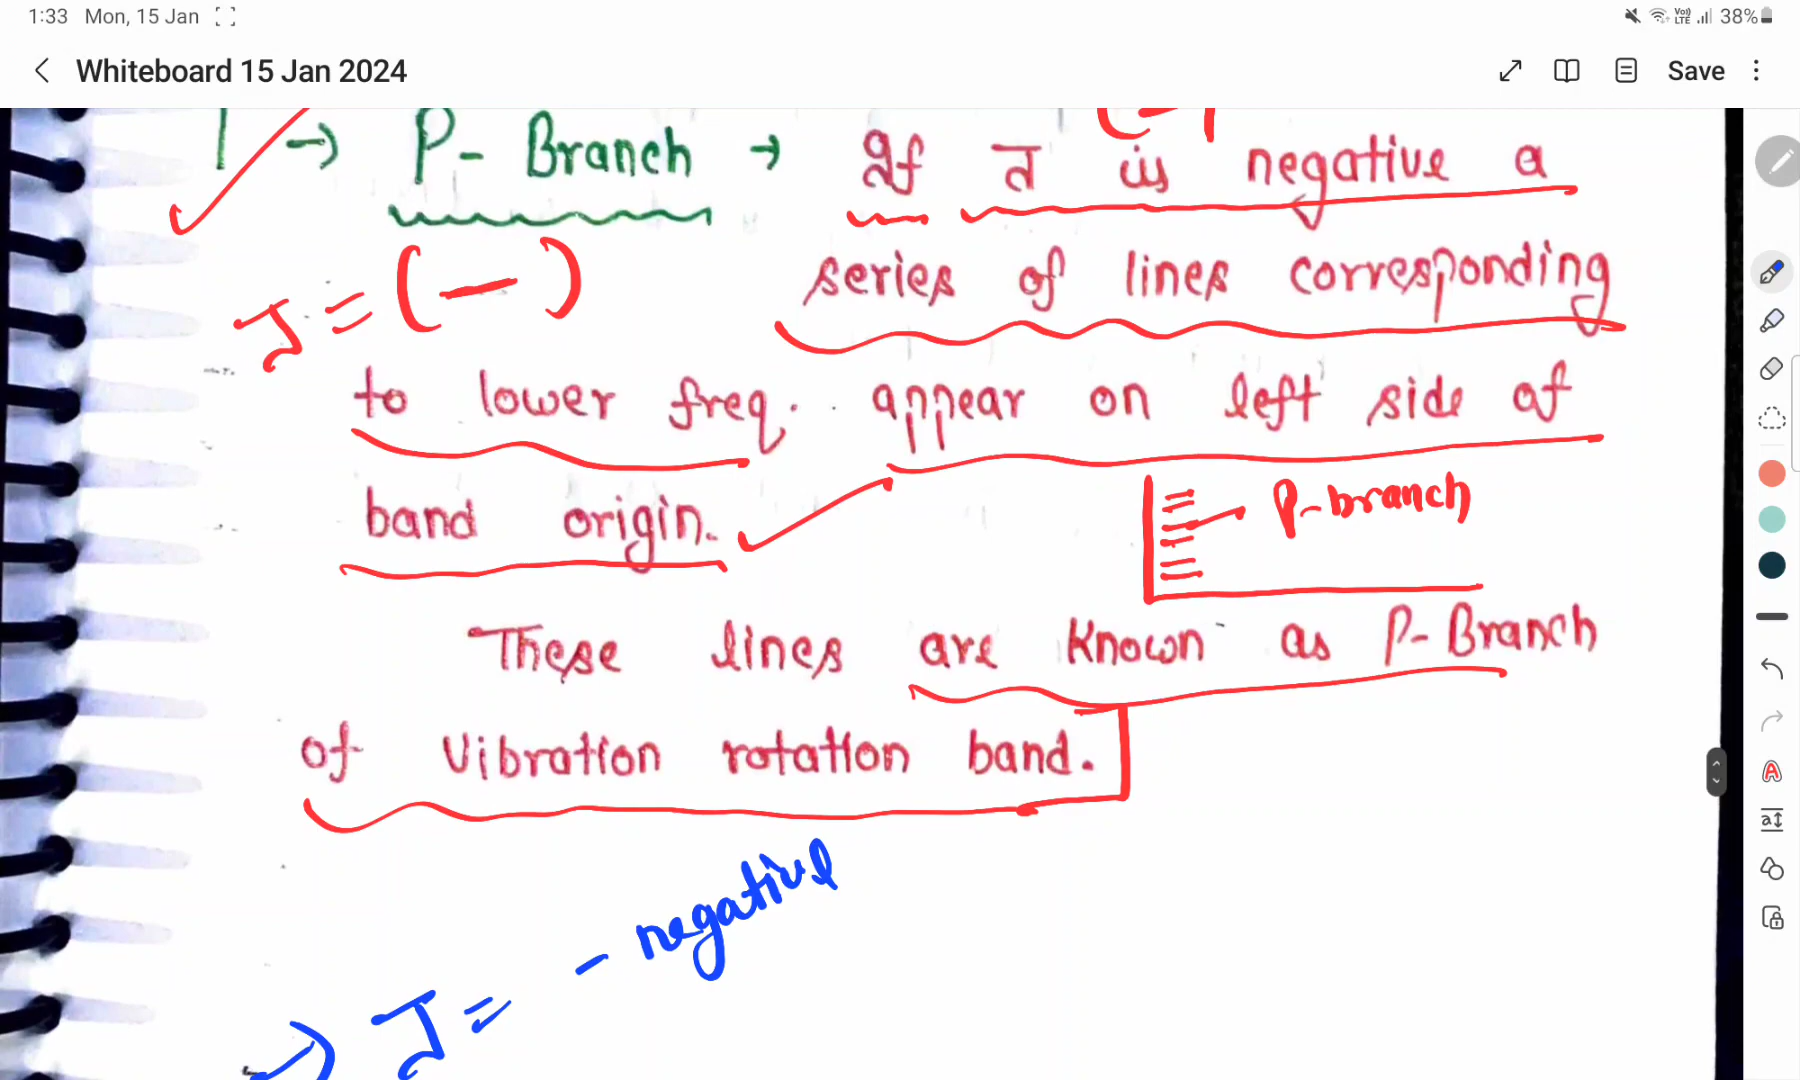 1:33 Mon, 15 Jan
38%
Whiteboard 15 Jan 2024
Save
P- Branch → If J is negative a
series of lines corresponding
J = (-)
to lower freq. appear on left side of
band origin.
P-branch
These lines are known as P-Branch
of Vibration rotation band.
- negative
→ J =